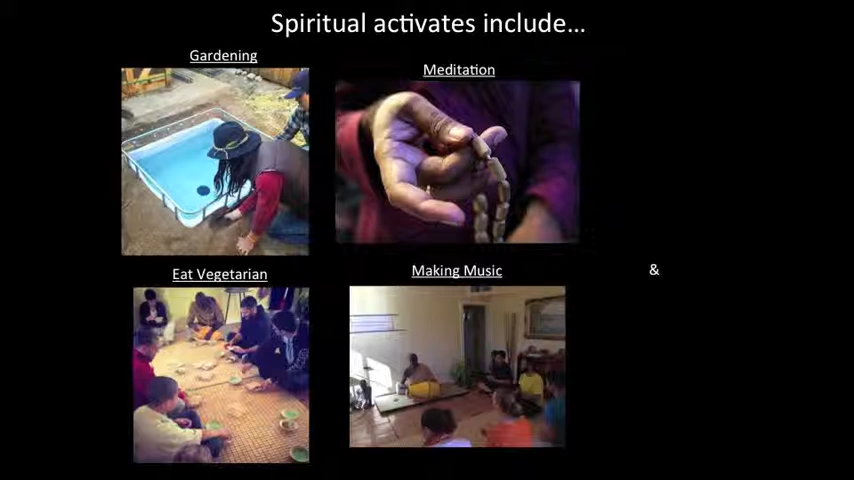 Spiritual activates include...
Gardening
Meditation
Eat Vegetarian
Making Music
&